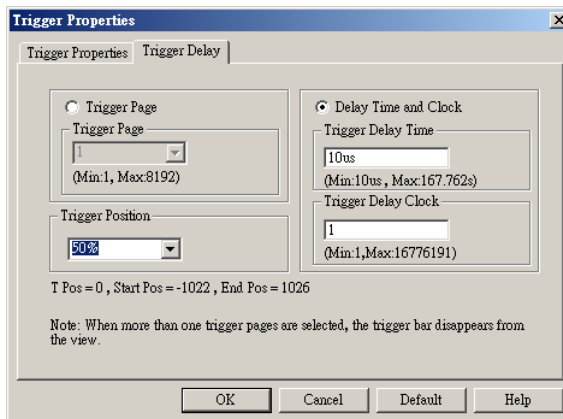 Trigger Properties
Trigger Properties
Trigger Delay
Trigger Page
Trigger Page
1
(Min:1, Max:8192)
Trigger Position
50%
Delay Time and Clock
Trigger Delay Time
10us
(Min:10us , Max:167.762s)
Trigger Delay Clock
1
(Min:1,Max:16776191)
T Pos = 0 , Start Pos = -1022 , End Pos = 1026
Note: When more than one trigger pages are selected, the trigger bar disappears from
the view.
OK
Cancel
Default
Help